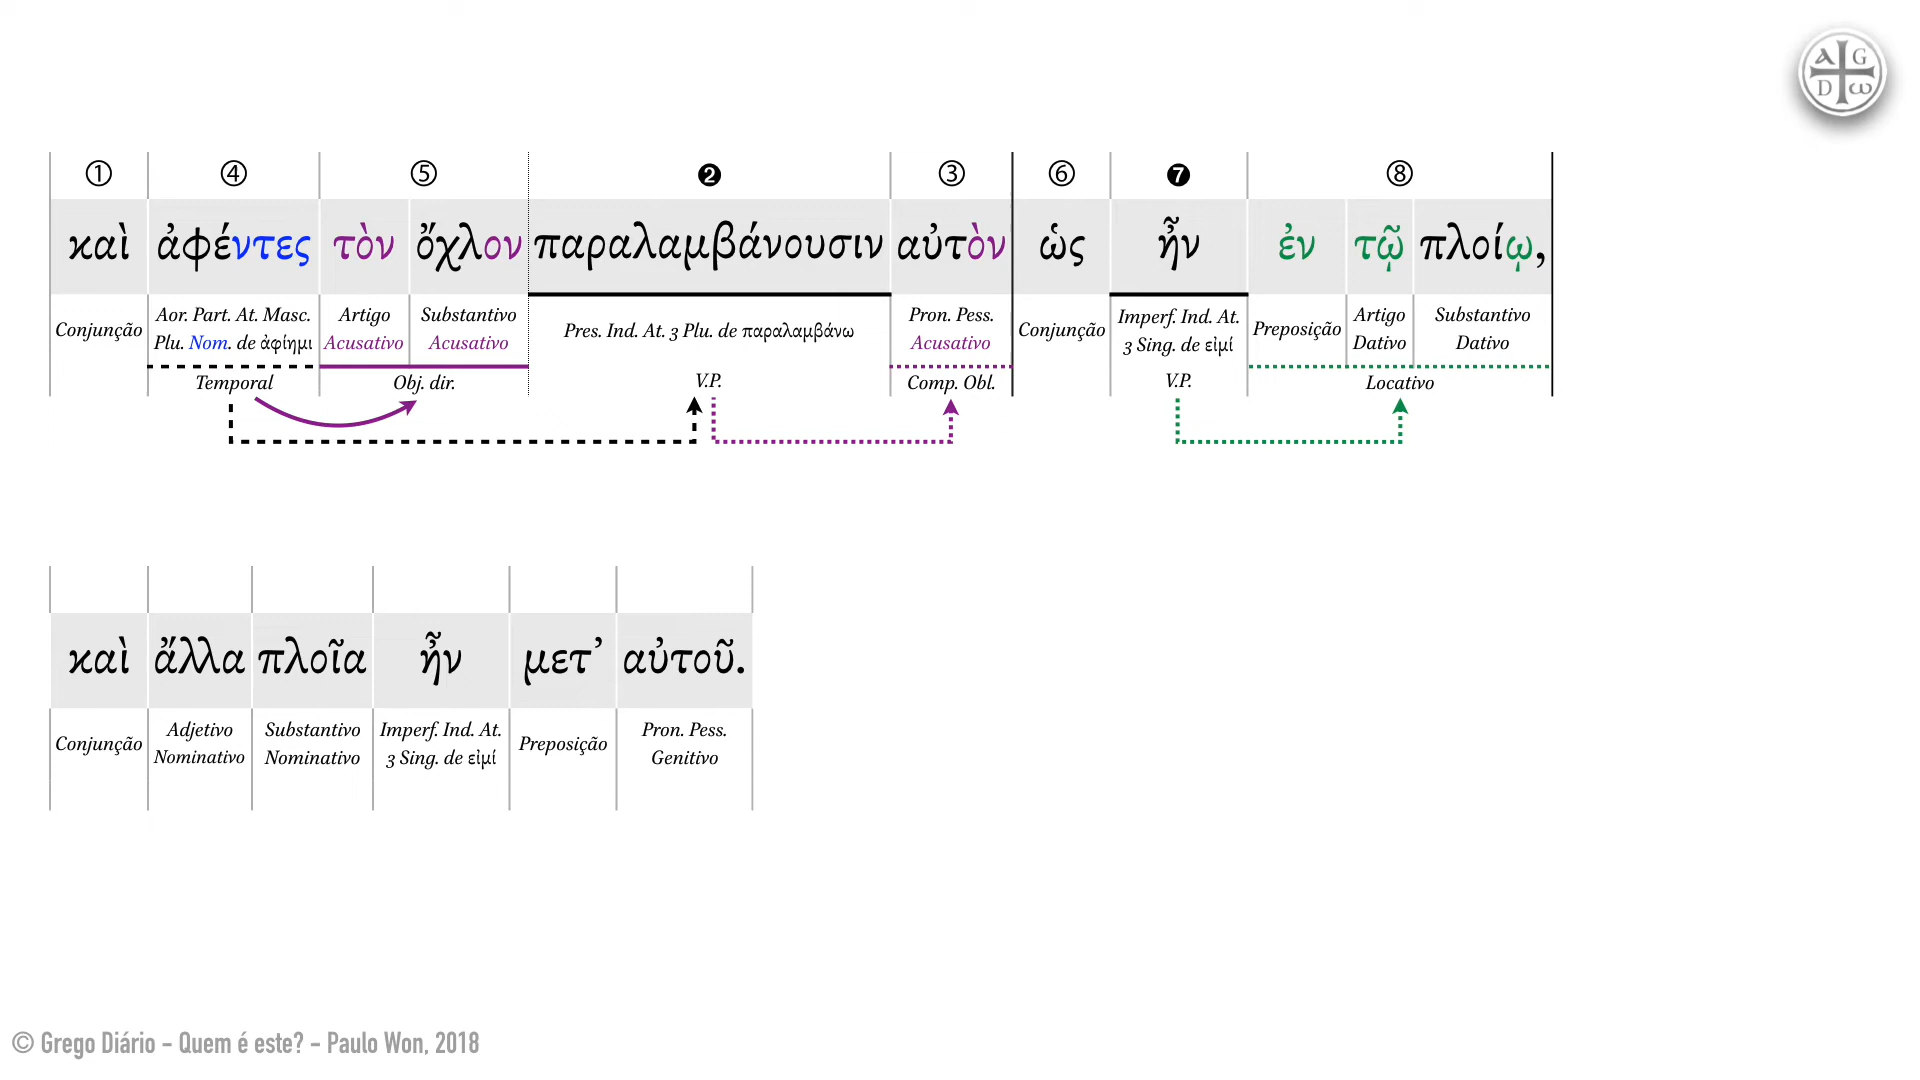 A G
D ω
① ④ ⑤ ❷ ③ ⑥ ❼ ⑧
καὶ ἀφέντες τὸν ὄχλον παραλαμβάνουσιν αὐτὸν ὡς ἦν ἐν τῷ πλοίῳ,
Conjunção Aor. Part. At. Masc. Artigo Substantivo Pres. Ind. At. 3 Plu. de παραλαμβάνω Pron. Pess. Conjunção Imperf. Ind. At. Preposição Artigo Substantivo
Plu. Nom. de ἀφίημι Acusativo Acusativo Acusativo 3 Sing. de εἰμί Dativo Dativo
Temporal Obj. dir. V.P. Comp. Obl. V.P. Locativo
καὶ ἄλλα πλοῖα ἦν μετ’ αὐτοῦ.
Conjunção Adjetivo Substantivo Imperf. Ind. At. Preposição Pron. Pess.
Nominativo Nominativo 3 Sing. de εἰμί Genitivo
© Grego Diário - Quem é este? - Paulo Won, 2018